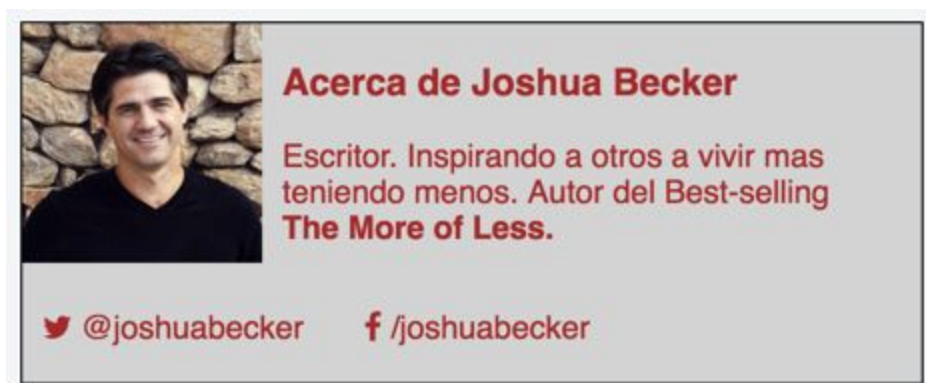 Acerca de Joshua Becker
Escritor. Inspirando a otros a vivir mas
teniendo menos. Autor del Best-selling
The More of Less.
@joshuabecker
/joshuabecker